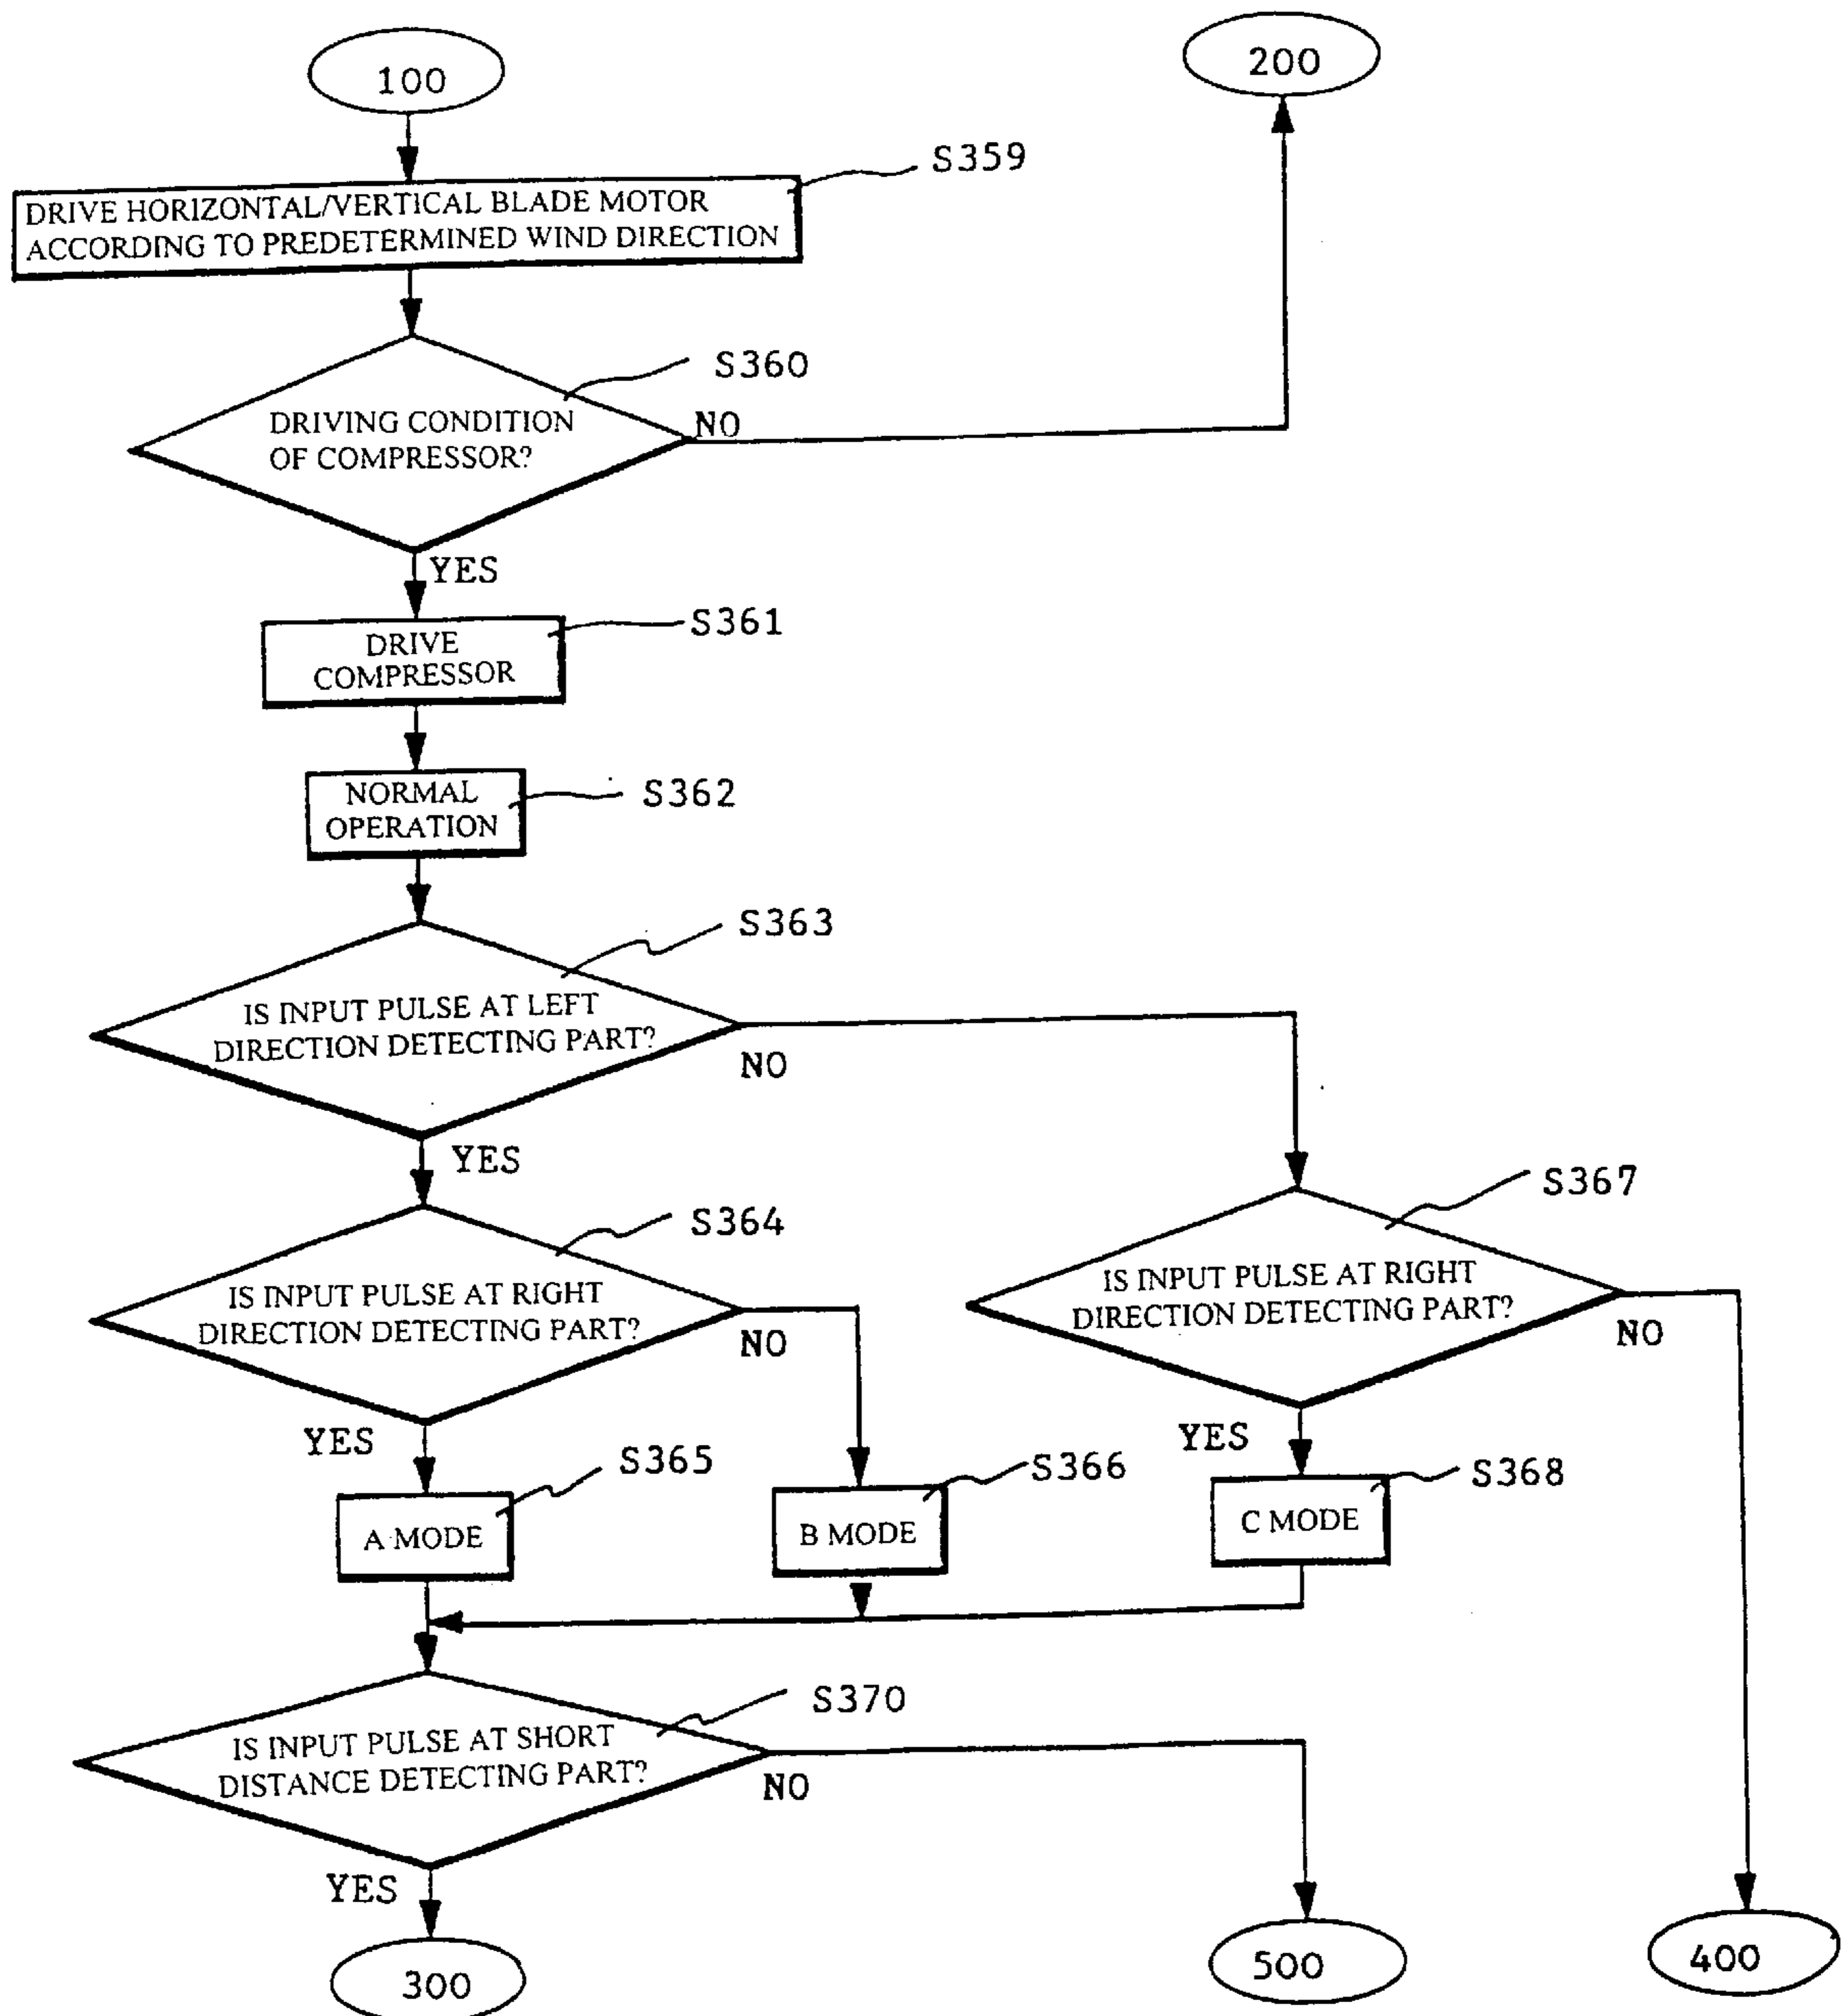 100
200
S359
DRIVE HORIZONTAL/VERTICAL BLADE MOTOR
ACCORDING TO PREDETERMINED WIND DIRECTION
S360
DRIVING CONDITION
OF COMPRESSOR?
NO
YES
S361
DRIVE
COMPRESSOR
NORMAL
OPERATION
S362
S363
IS INPUT PULSE AT LEFT
DIRECTION DETECTING PART?
NO
YES
S364
S367
IS INPUT PULSE AT RIGHT
DIRECTION DETECTING PART?
NO
IS INPUT PULSE AT RIGHT
DIRECTION DETECTING PART?
NO
YES
YES
S365
S366
S368
A MODE
B MODE
C MODE
S370
IS INPUT PULSE AT SHORT
DISTANCE DETECTING PART?
NO
YES
300
500
400